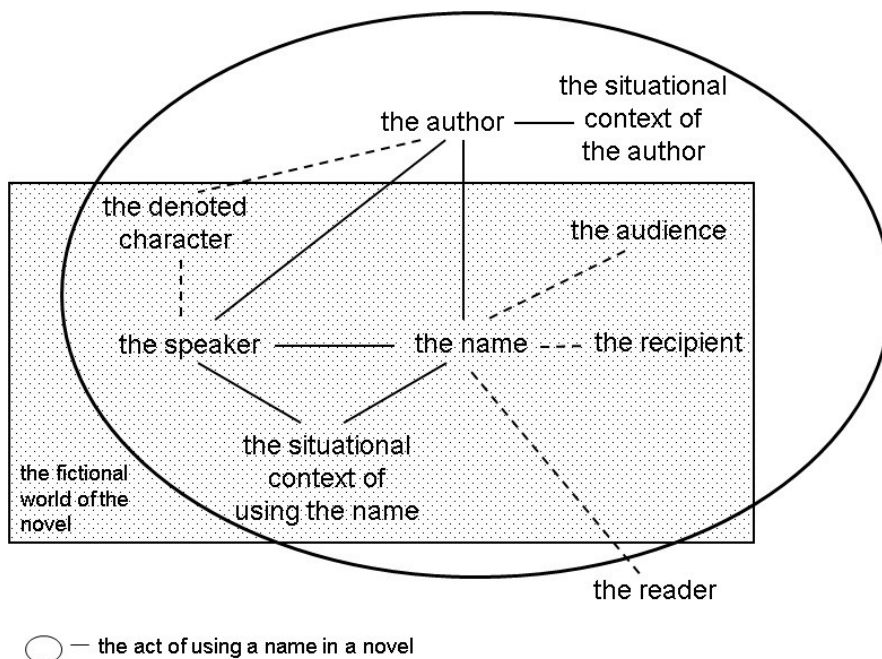 the situational
context of
the author
the author
the denoted
character
the audience
the speaker
the name
the recipient
the situational
context of
using the name
the fictional
world of the
novel
the reader
— the act of using a name in a novel